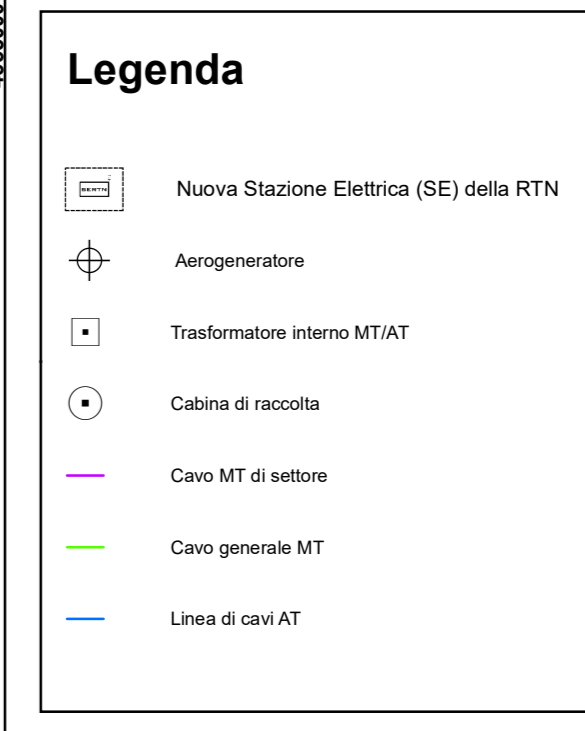 Legenda
SERTN
Nuova Stazione Elettrica (SE) della RTN
Aerogeneratore
Trasformatore interno MT/AT
Cabina di raccolta
Cavo MT di settore
Cavo generale MT
Linea di cavi AT